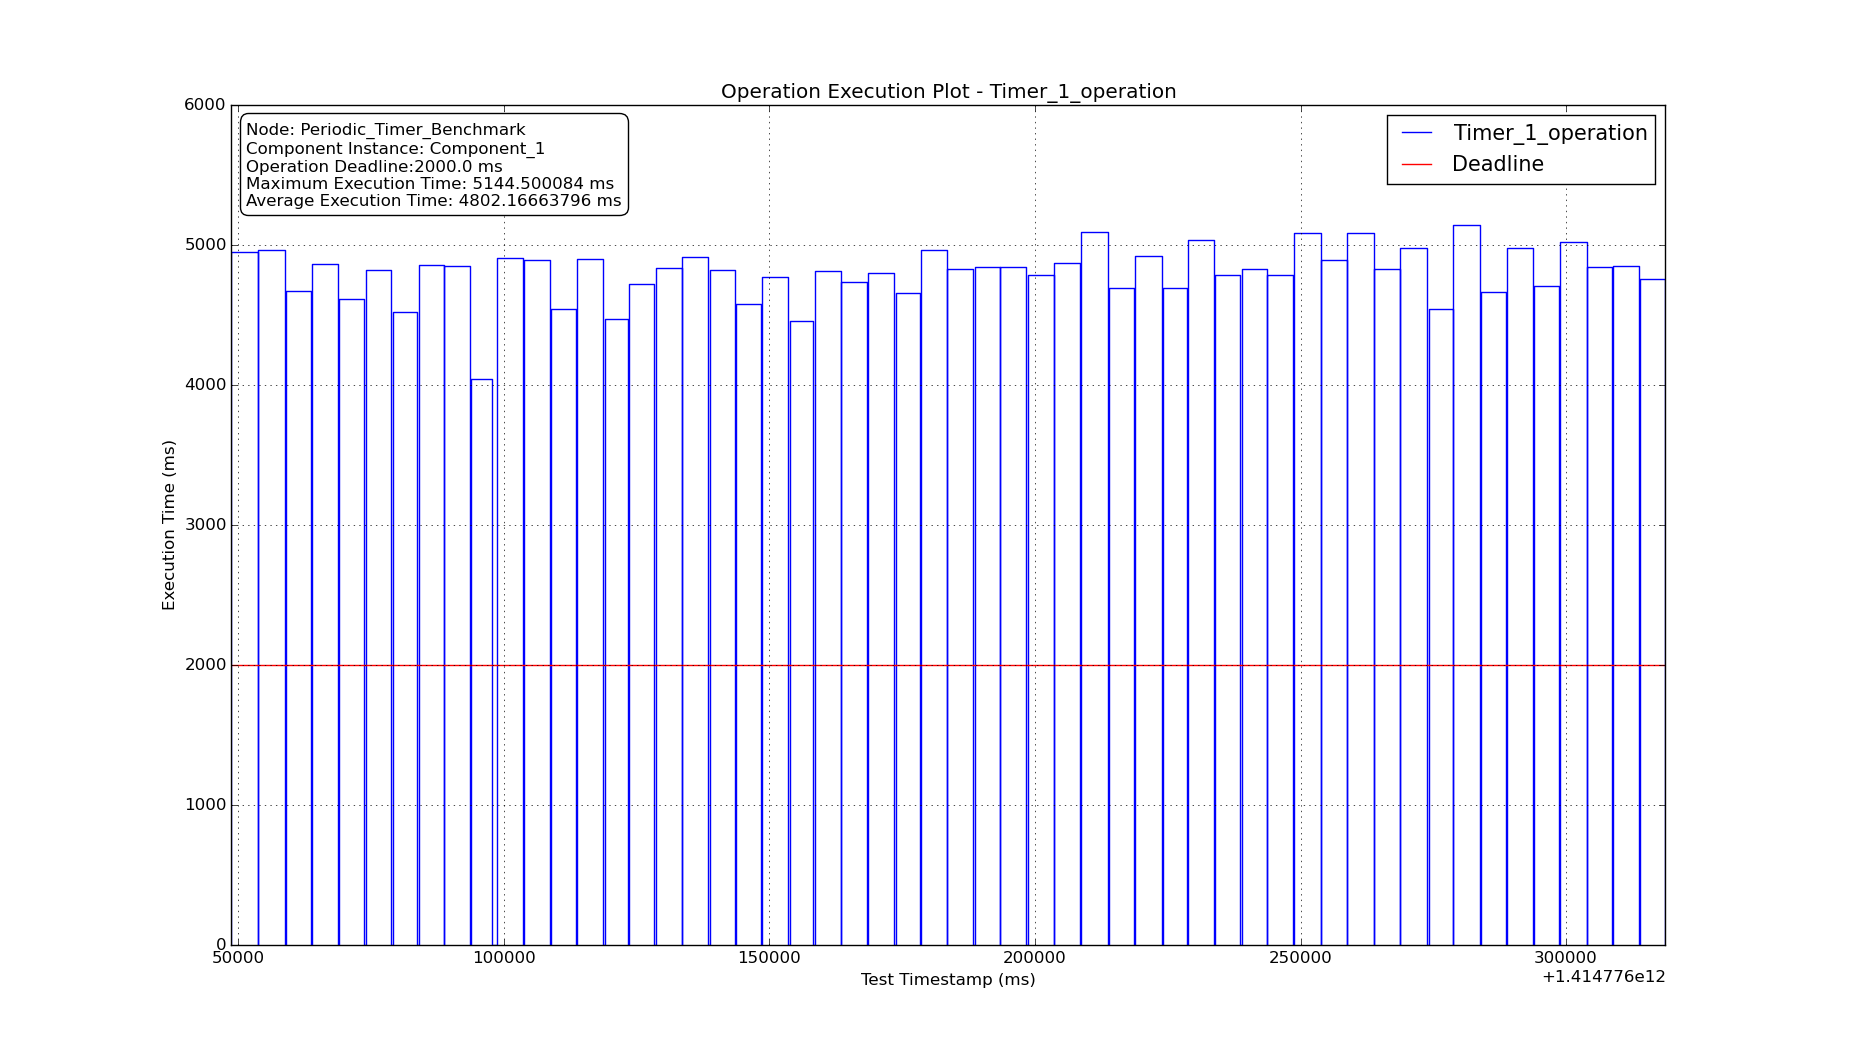 Operation Execution Plot - Timer_1_operation
6000
Node: Periodic_Timer_Benchmark
Component Instance: Component_1
Operation Deadline:2000.0 ms
Maximum Execution Time: 5144.500084 ms
Average Execution Time: 4802.16663796 ms
Timer_1_operation
Deadline
5000
4000
3000
2000
1000
0
Execution Time (ms)
50000 100000 150000 200000 250000 300000
Test Timestamp (ms)
+1.414776e12